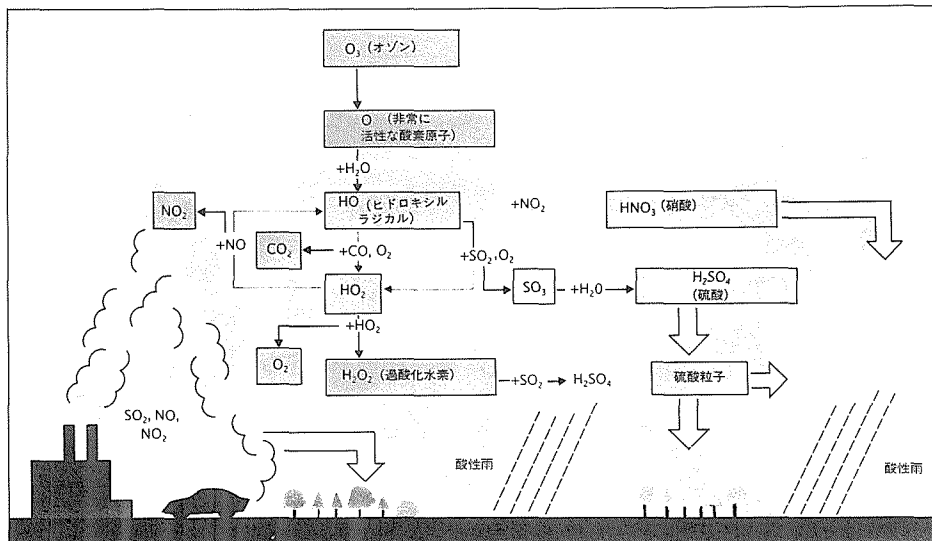 O₃ (オゾン)
O (非常に
活性な酸素原子)
+H₂O
HO (ヒドロキシル
ラジカル)
+NO₂
HNO₃ (硝酸)
NO₂
+NO
CO₂
+CO, O₂
+SO₂, O₂
HO₂
SO₃
+H₂O
H₂SO₄
(硫酸)
+HO₂
O₂
H₂O₂ (過酸化水素)
+SO₂
H₂SO₄
硫酸粒子
SO₂, NO,
NO₂
酸性雨
酸性雨